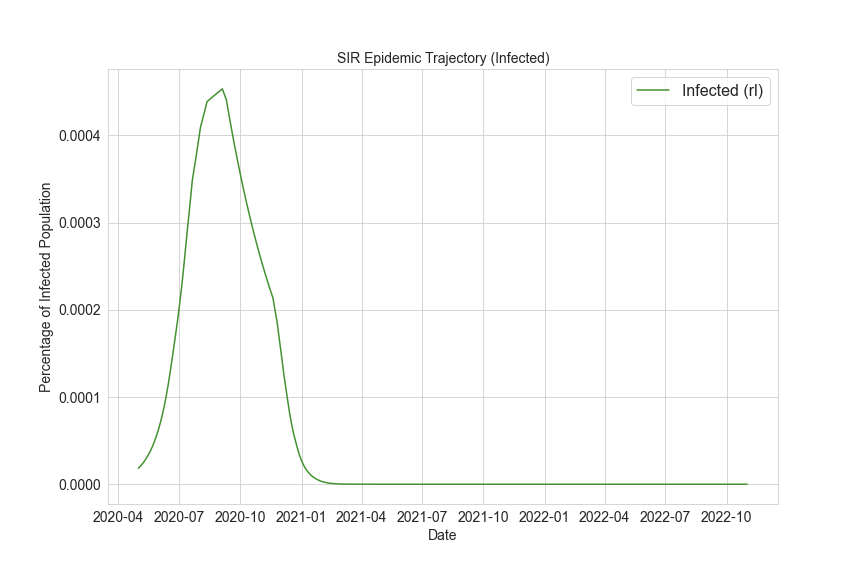 SIR Epidemic Trajectory (Infected)
Infected (rl)
Percentage of Infected Population
0.0004
0.0003
0.0002
0.0001
0.0000
2020-04 2020-07 2020-10 2021-01 2021-04 2021-07 2021-10 2022-01 2022-04 2022-07 2022-10
Date